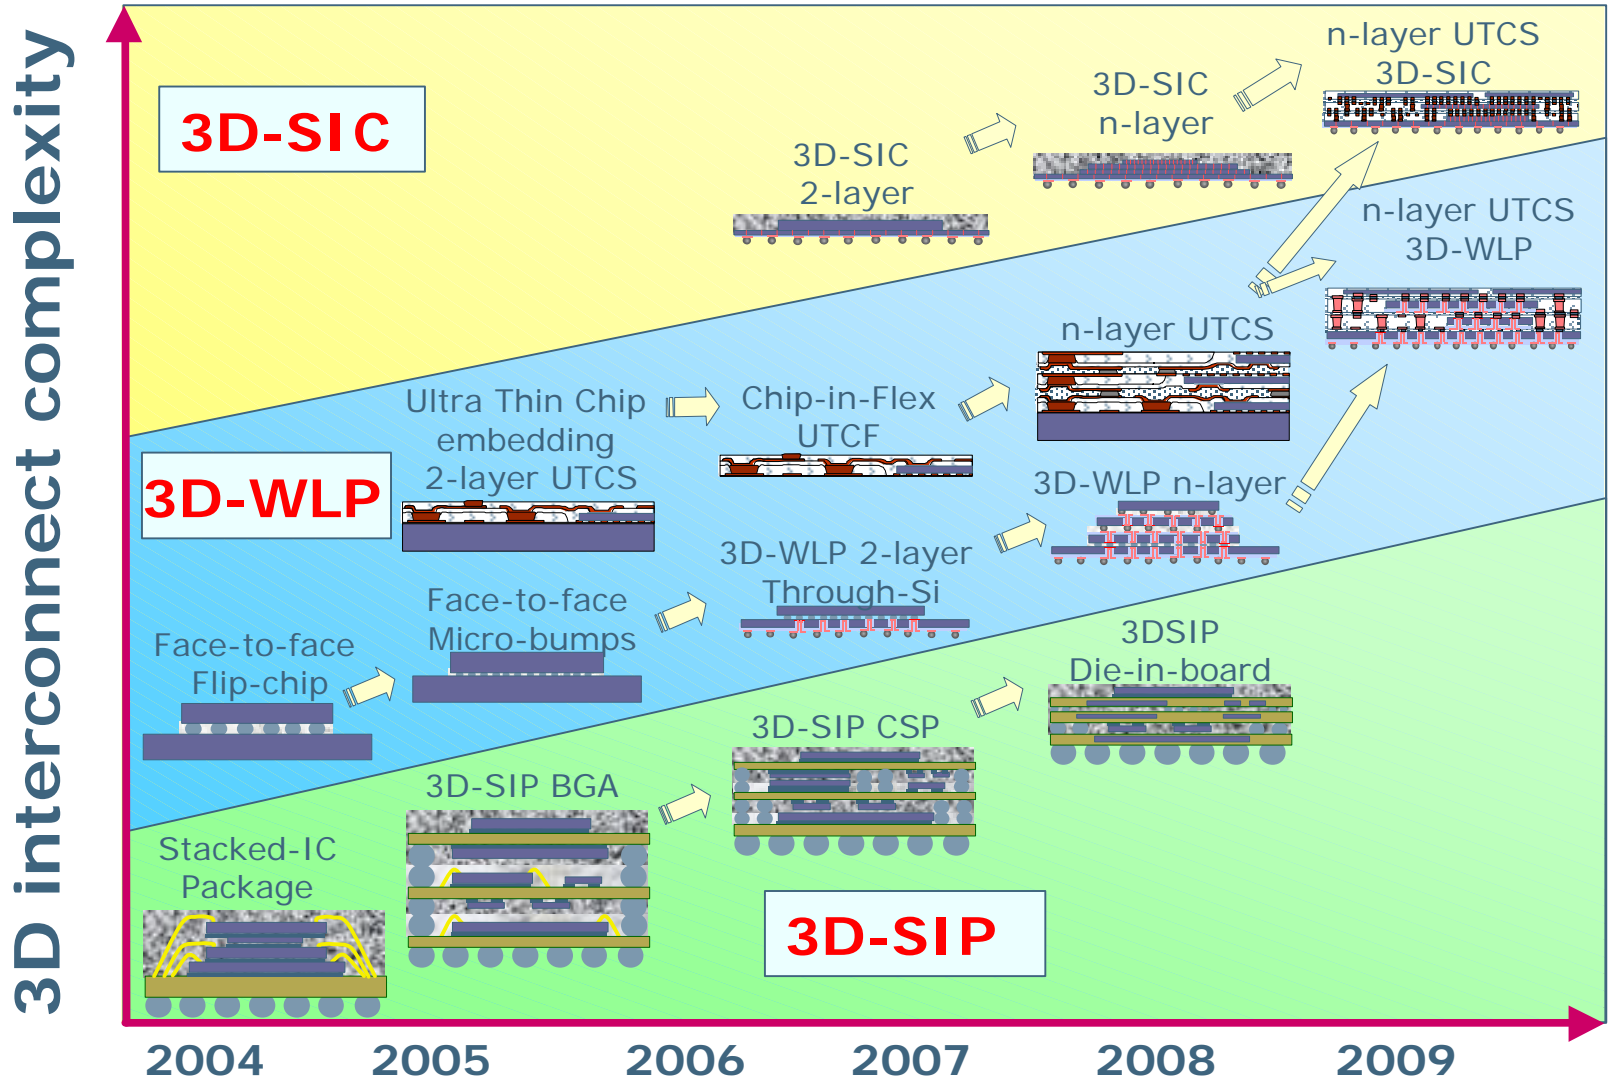 3D interconnect complexity
3D-SIC
3D-SIC
2-layer
3D-SIC
n-layer
n-layer UTCS
3D-SIC
3D-WLP
Face-to-face
Flip-chip
Face-to-face
Micro-bumps
Ultra Thin Chip
embedding
2-layer UTCS
Chip-in-Flex
UTCF
n-layer UTCS
n-layer UTCS
3D-WLP
3D-WLP 2-layer
Through-Si
3D-WLP n-layer
3D-SIP
Stacked-IC
Package
3D-SIP BGA
3D-SIP CSP
3DSIP
Die-in-board
2004
2005
2006
2007
2008
2009